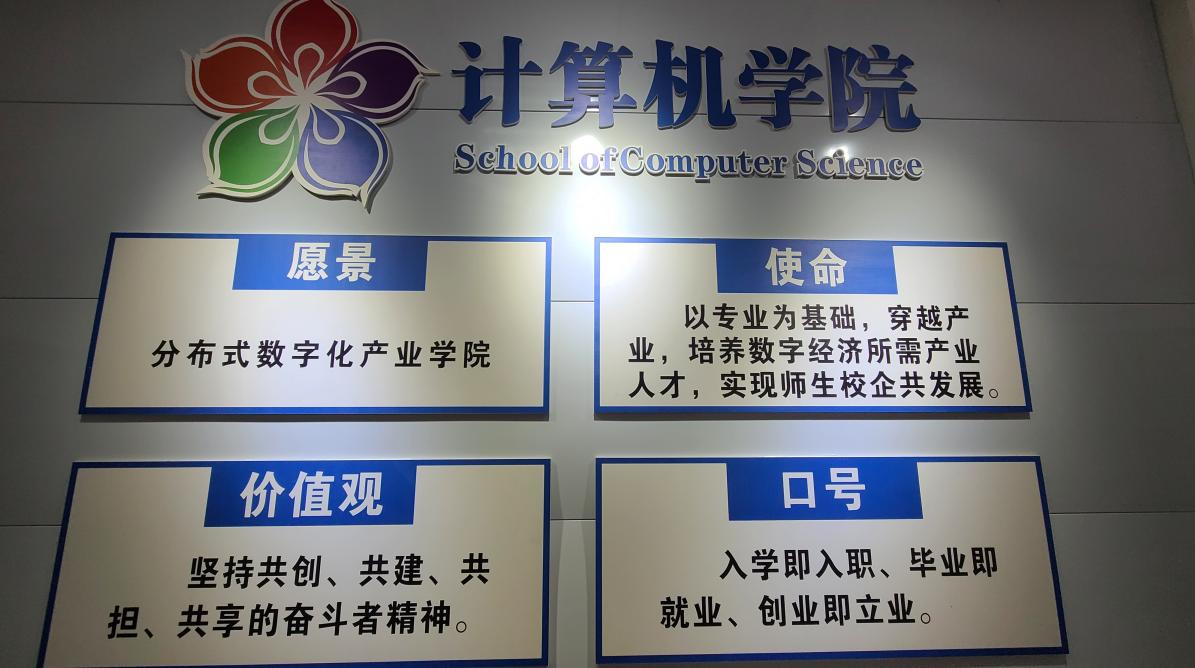 计算机学院
School of Computer Science
愿景
分布式数字化产业学院
使命
以专业为基础，穿越产
业，培养数字经济所需产业
人才，实现师生校企共发展。
价值观
坚持共创、共建、共
担、共享的奋斗者精神。
口号
入学即入职、毕业即
就业、创业即立业。